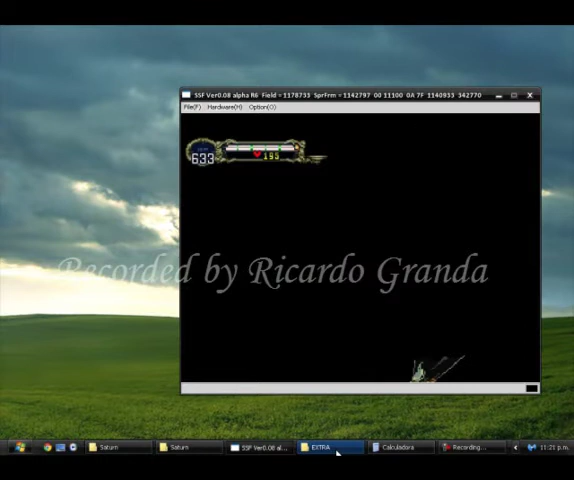 SSF Ver0.08 alpha R6 Field = 1178733 SprFrm = 1142797 00 11100 0A 7F 1140933 342770
File(F) Hardware(H) Option(O)
633
195
Recorded by Ricardo Granda
Saturn
Saturn
SSF Ver0.08 al...
EXTRA
Calculadora
Recording...
11:21 p.m.